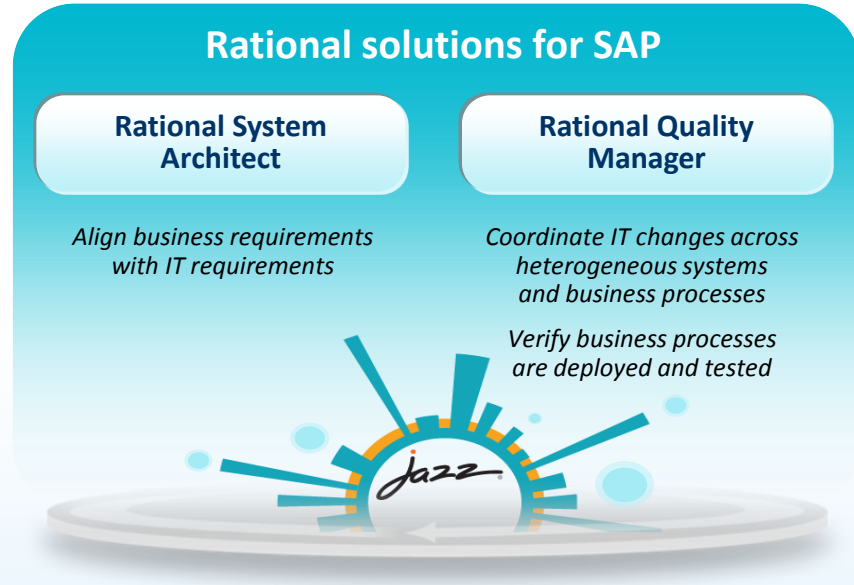 Rational solutions for SAP
Rational System
Architect
Align business requirements
with IT requirements
Rational Quality
Manager
Coordinate IT changes across
heterogeneous systems
and business processes
Verify business processes
are deployed and tested
jazz